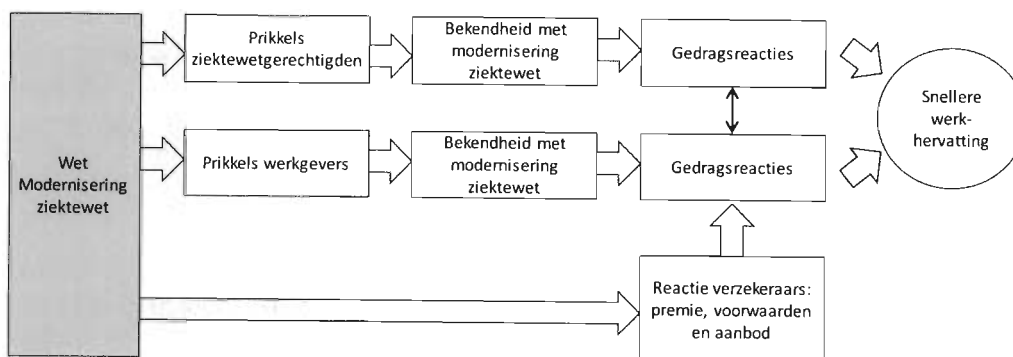 Wet
Modernisering
ziektewet
Prikkels
ziektewetgerechtigden
Bekendheid met
modernisering
ziektewet
Gedragsreacties
Snellere
werk-
hervatting
Prikkels werkgevers
Bekendheid met
modernisering
ziektewet
Gedragsreacties
Reactie verzekeraars:
premie, voorwaarden
en aanbod